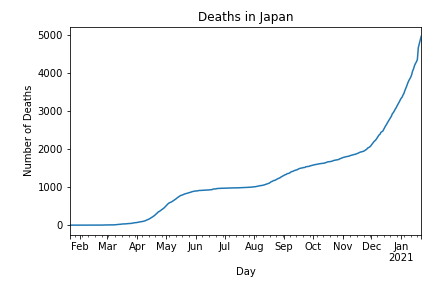 Deaths in Japan
Number of Deaths
5000
4000
3000
2000
1000
0
Feb Mar Apr May Jun Jul Aug Sep Oct Nov Dec Jan
2021
Day